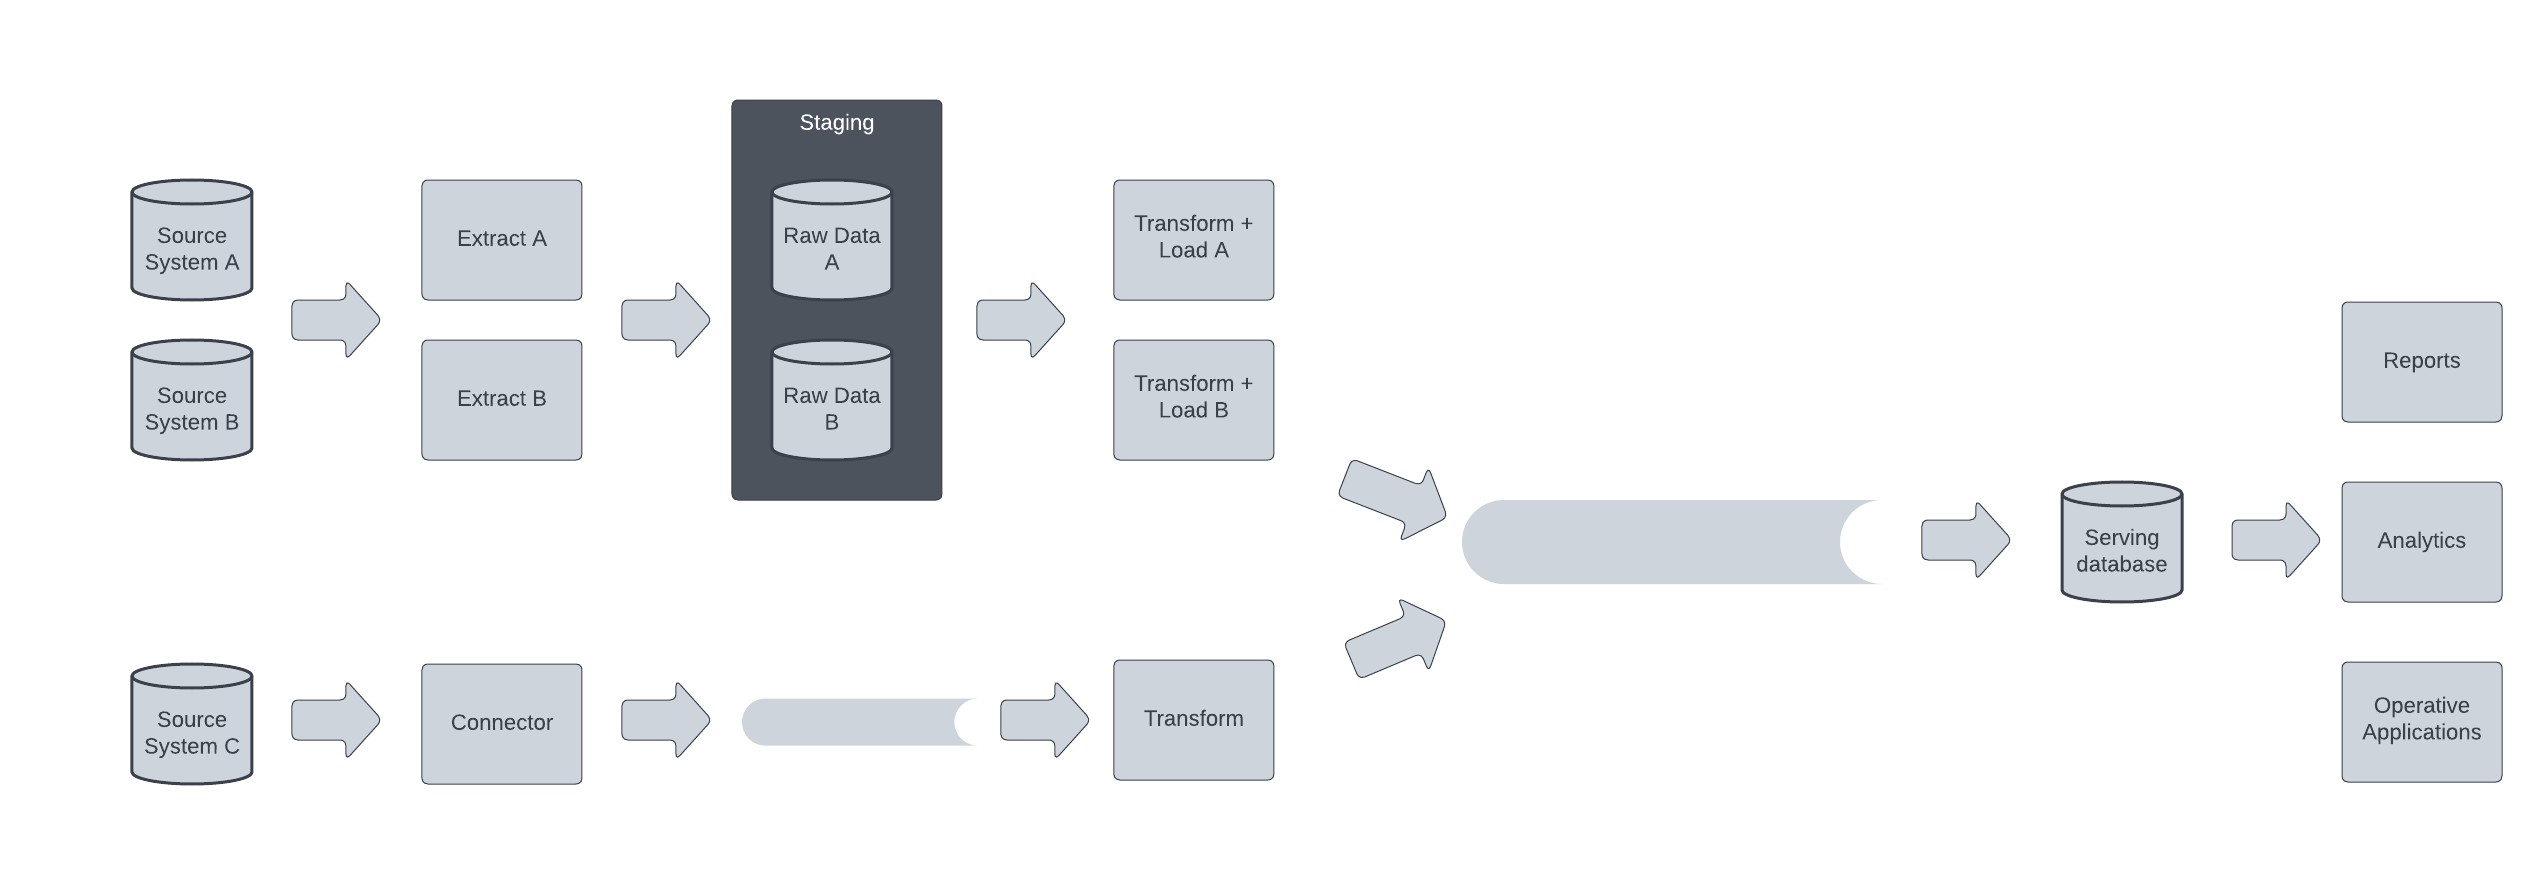 Staging
Source
System A
Extract A
Raw Data
A
Transform +
Load A
Source
System B
Extract B
Raw Data
B
Transform +
Load B
Source
System C
Connector
Transform
Serving
database
Reports
Analytics
Operative
Applications